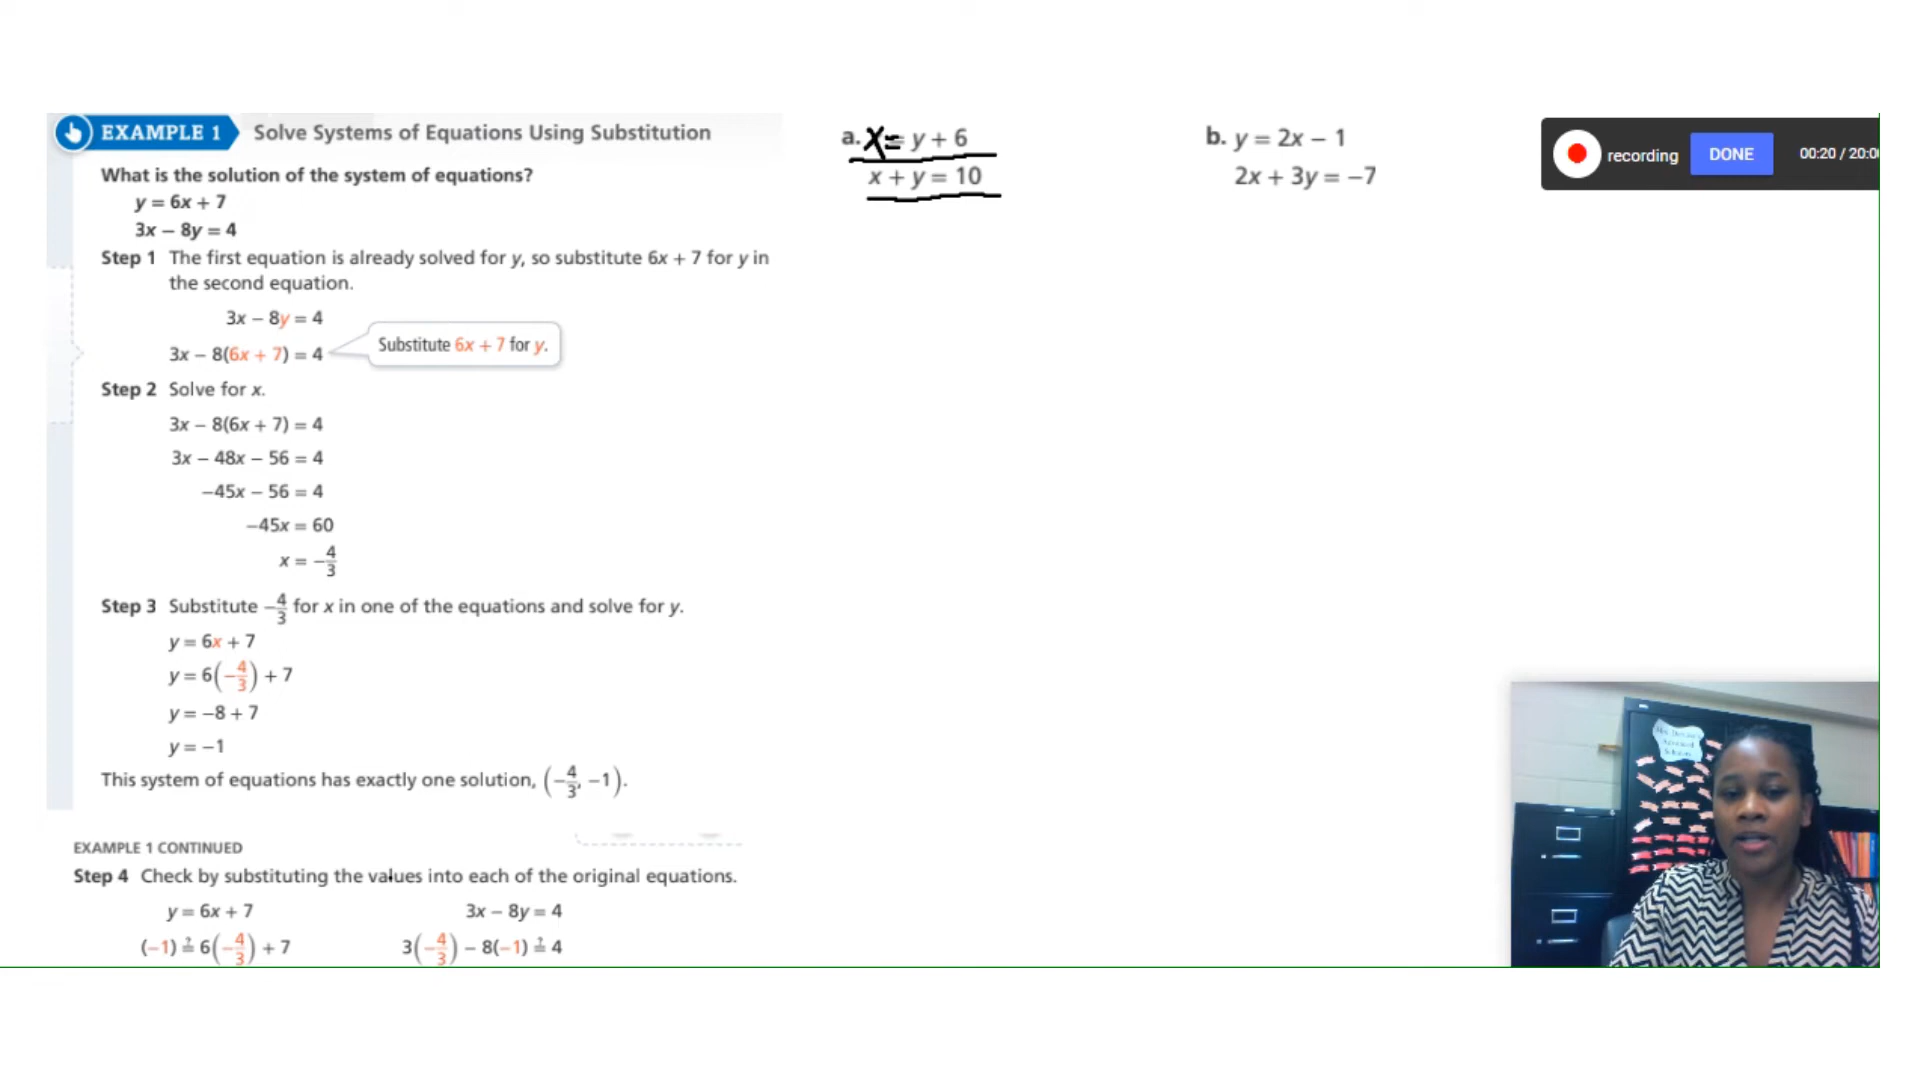 EXAMPLE 1 Solve Systems of Equations Using Substitution
What is the solution of the system of equations?
y = 6x + 7
3x − 8y = 4
Step 1 The first equation is already solved for y, so substitute 6x + 7 for y in
the second equation.
3x − 8y = 4
3x − 8(6x + 7) = 4
Substitute 6x + 7 for y.
Step 2 Solve for x.
3x − 8(6x + 7) = 4
3x − 48x − 56 = 4
−45x − 56 = 4
−45x = 60
x = −4/3
Step 3 Substitute −4/3 for x in one of the equations and solve for y.
y = 6x + 7
y = 6(−4/3) + 7
y = −8 + 7
y = −1
This system of equations has exactly one solution, (−4/3, −1).
EXAMPLE 1 CONTINUED
Step 4 Check by substituting the values into each of the original equations.
y = 6x + 7
3x − 8y = 4
(−1) ≟ 6(−4/3) + 7
3(−4/3) − 8(−1) ≟ 4
a. x = y + 6
x + y = 10
b. y = 2x − 1
2x + 3y = −7
recording DONE 00:20 / 20:0